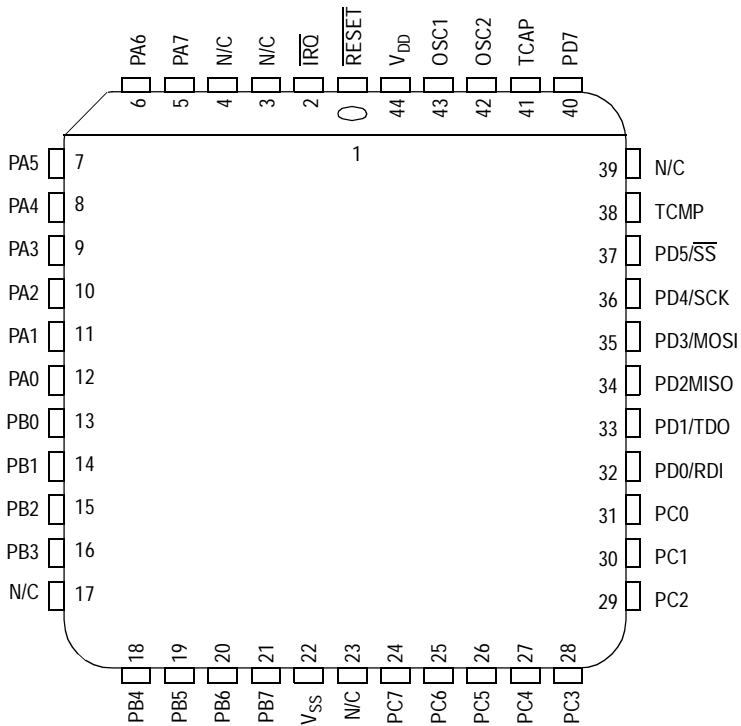 PA6 PA7 N/C N/C I̅R̅Q̅ R̅E̅S̅E̅T̅ VDD OSC1 OSC2 TCAP PD7
6 5 4 3 2 44 43 42 41 40
1
PA5 7 39 N/C
PA4 8 38 TCMP
PA3 9 37 PD5/S̅S̅
PA2 10 36 PD4/SCK
PA1 11 35 PD3/MOSI
PA0 12 34 PD2MISO
PB0 13 33 PD1/TDO
PB1 14 32 PD0/RDI
PB2 15 31 PC0
PB3 16 30 PC1
N/C 17 29 PC2
18 19 20 21 22 23 24 25 26 27 28
PB4 PB5 PB6 PB7 VSS N/C PC7 PC6 PC5 PC4 PC3